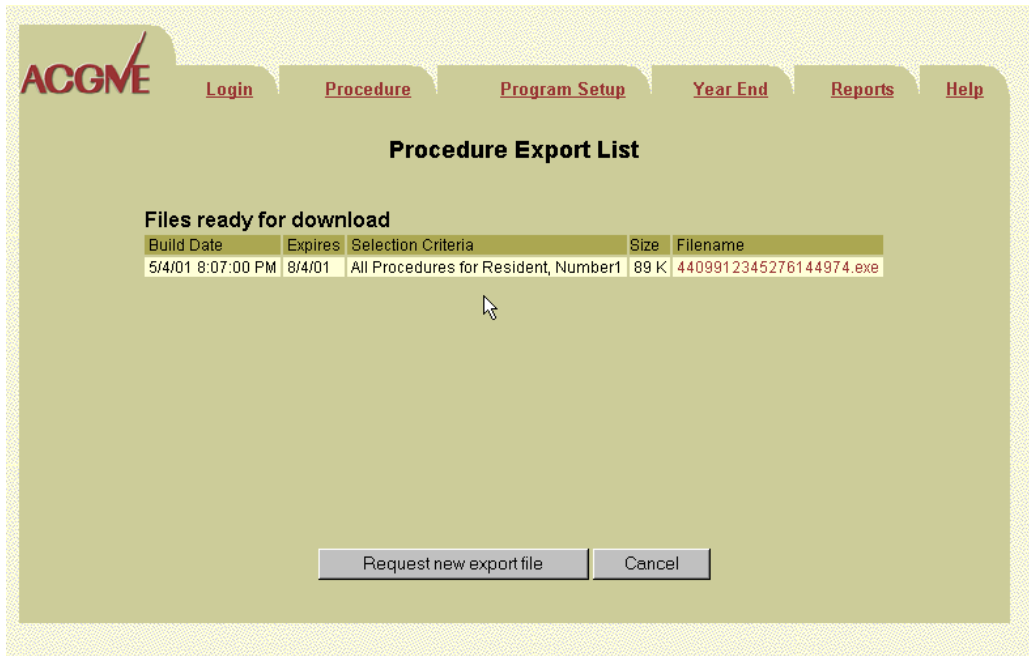 ACGME
Login Procedure Program Setup Year End Reports Help
Procedure Export List
Files ready for download
Build Date Expires Selection Criteria Size Filename
5/4/01 8:07:00 PM 8/4/01 All Procedures for Resident, Number1 89 K 4409912345276144974.exe
Request new export file Cancel